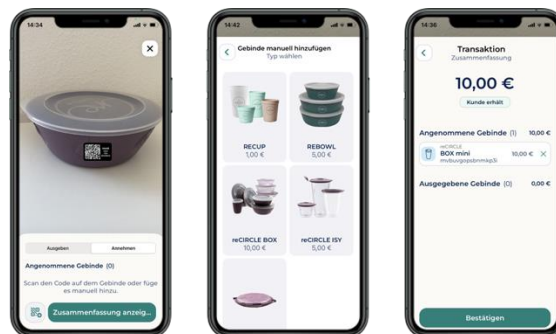 14:34
Ausgeben
Annehmen
Angenommene Gebinde (0)
Scan den Code auf dem Gebinde oder füge
es manuell hinzu.
Zusammenfassung anzeig...
14:42
Gebinde manuell hinzufügen
Typ wählen
RECUP
1,00 €
REBOWL
5,00 €
reCIRCLE BOX
10,00 €
reCIRCLE ISY
5,00 €
14:36
Transaktion
Zusammenfassung
10,00 €
Kunde erhält
Angenommene Gebinde (1) 10,00 €
reCIRCLE
BOX mini 10,00 €
Ausgegebene Gebinde (0) 0,00 €
Bestätigen